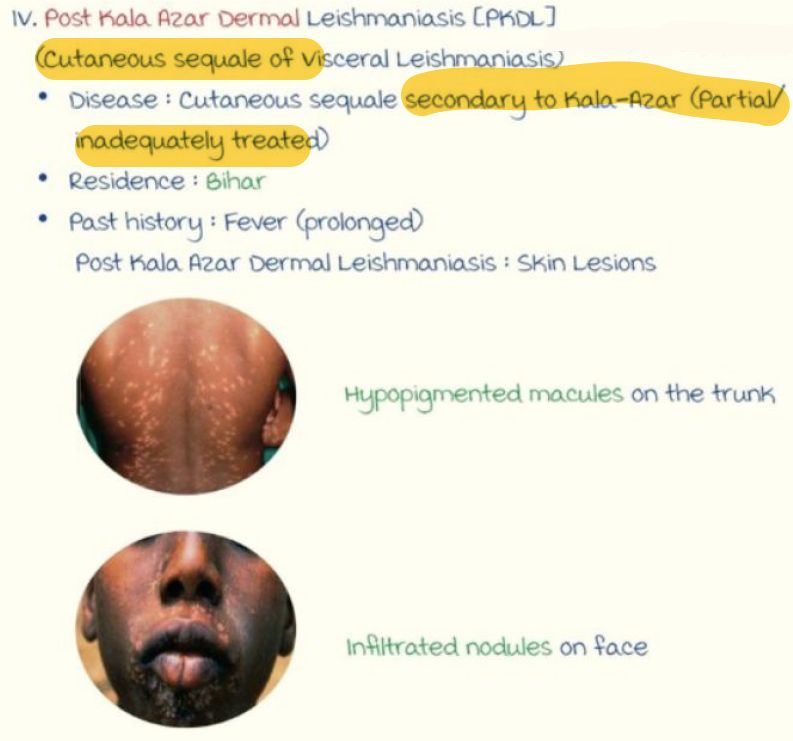 IV. Post Kala Azar Dermal Leishmaniasis [PKDL]
(Cutaneous sequale of Visceral Leishmaniasis)
• Disease : Cutaneous sequale secondary to Kala-Azar (Partial/
inadequately treated)
• Residence : Bihar
• Past history : Fever (prolonged)
Post Kala Azar Dermal Leishmaniasis : Skin Lesions
Hypopigmented macules on the trunk
Infiltrated nodules on face